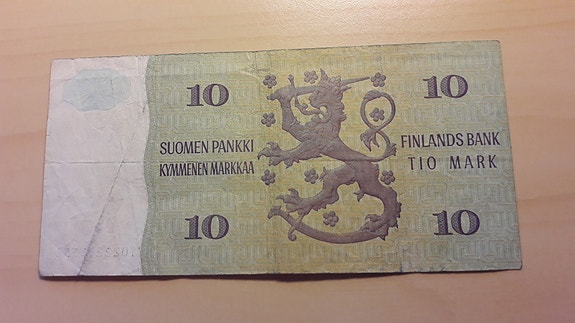 10 10
SUOMEN PANKKI FINLANDS BANK
KYMMENEN MARKKAA TIO MARK
10 10